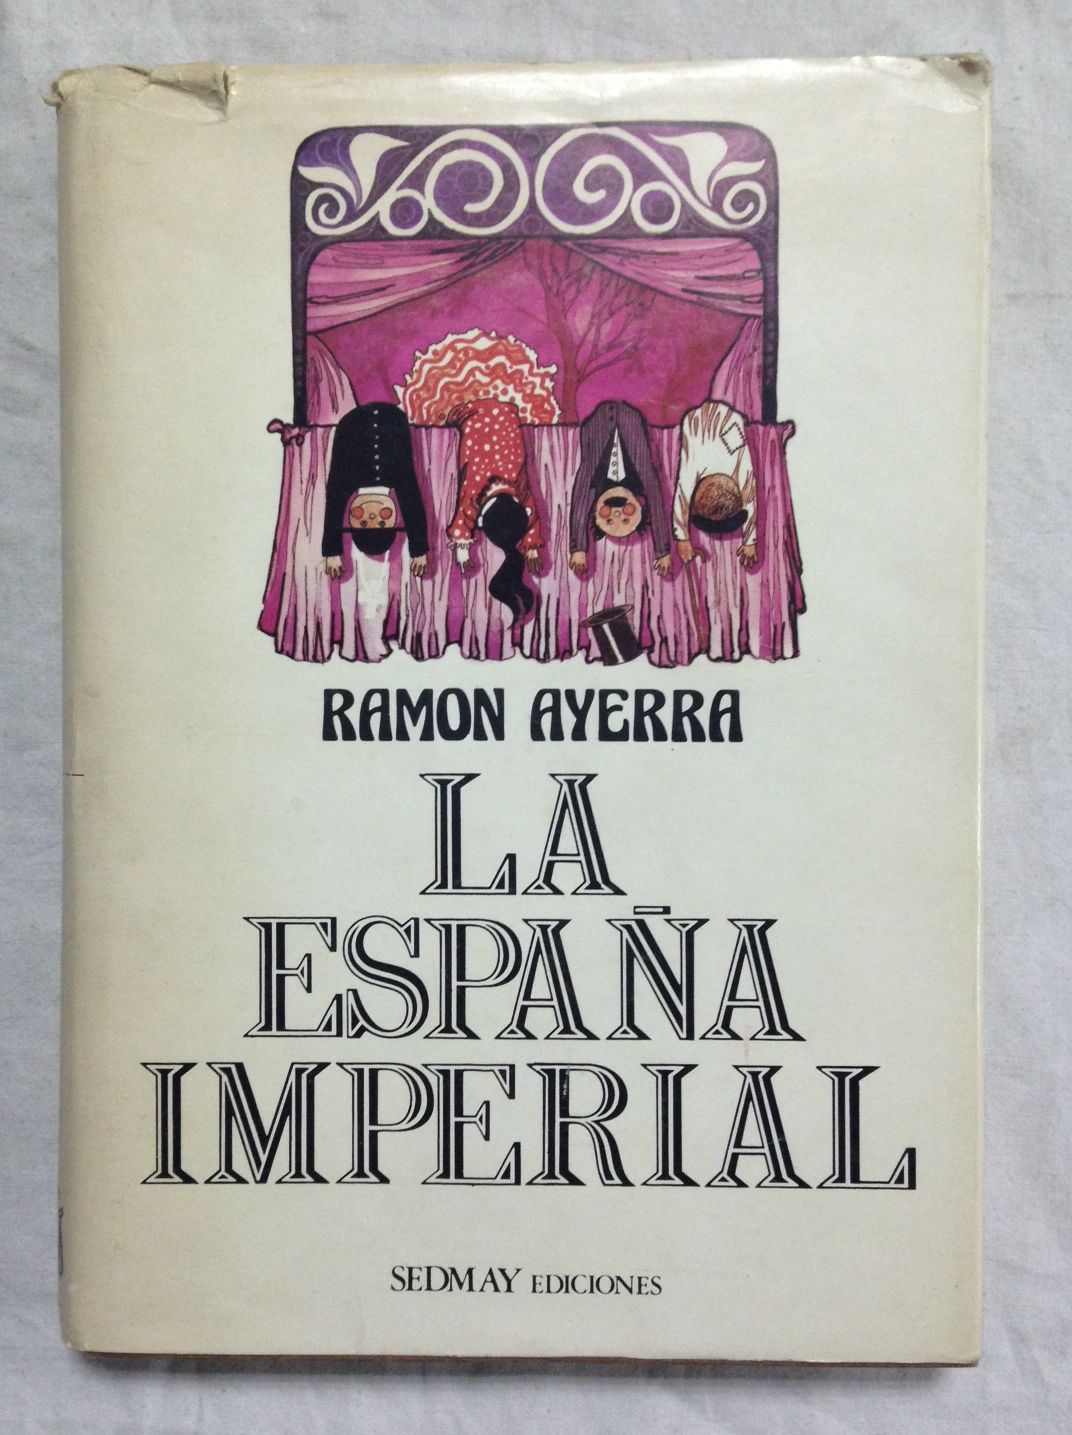 RAMON AYERRA
LA
ESPAÑA
IMPERIAL
SEDMAY EDICIONES